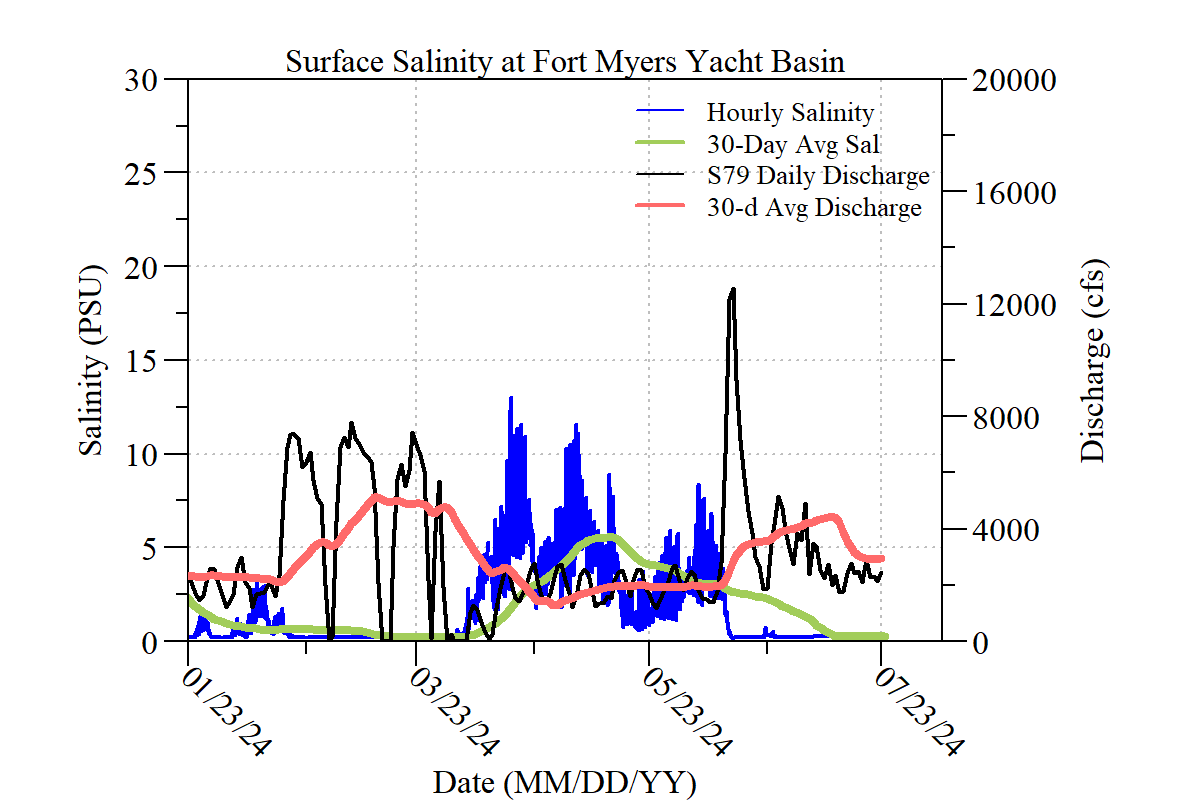 Surface Salinity at Fort Myers Yacht Basin
30
25
20
15
10
5
0
Salinity (PSU)
20000
16000
12000
8000
4000
0
Discharge (cfs)
Hourly Salinity
30-Day Avg Sal
S79 Daily Discharge
30-d Avg Discharge
01/23/24
03/23/24
05/23/24
07/23/24
Date (MM/DD/YY)